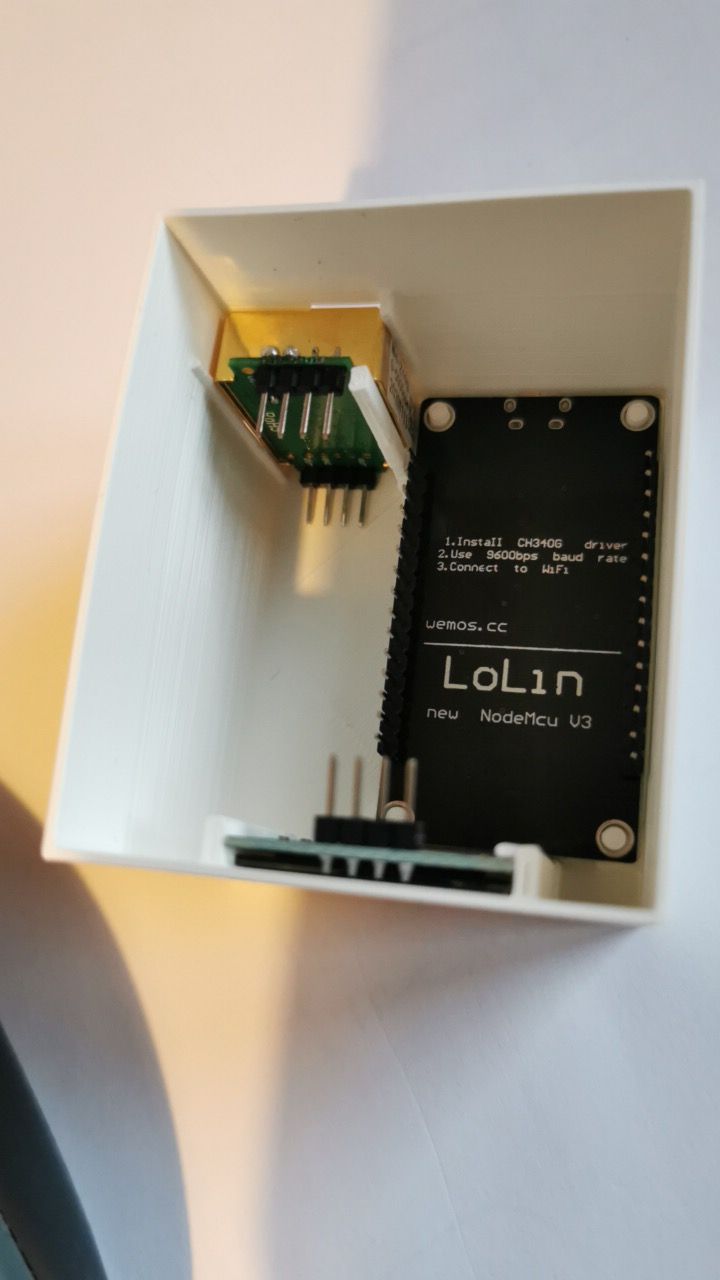 1.Install CH340G driver
2.Use 9600bps baud rate
3.Connect to WiFi
wemos.cc
LoLin
new NodeMcu V3